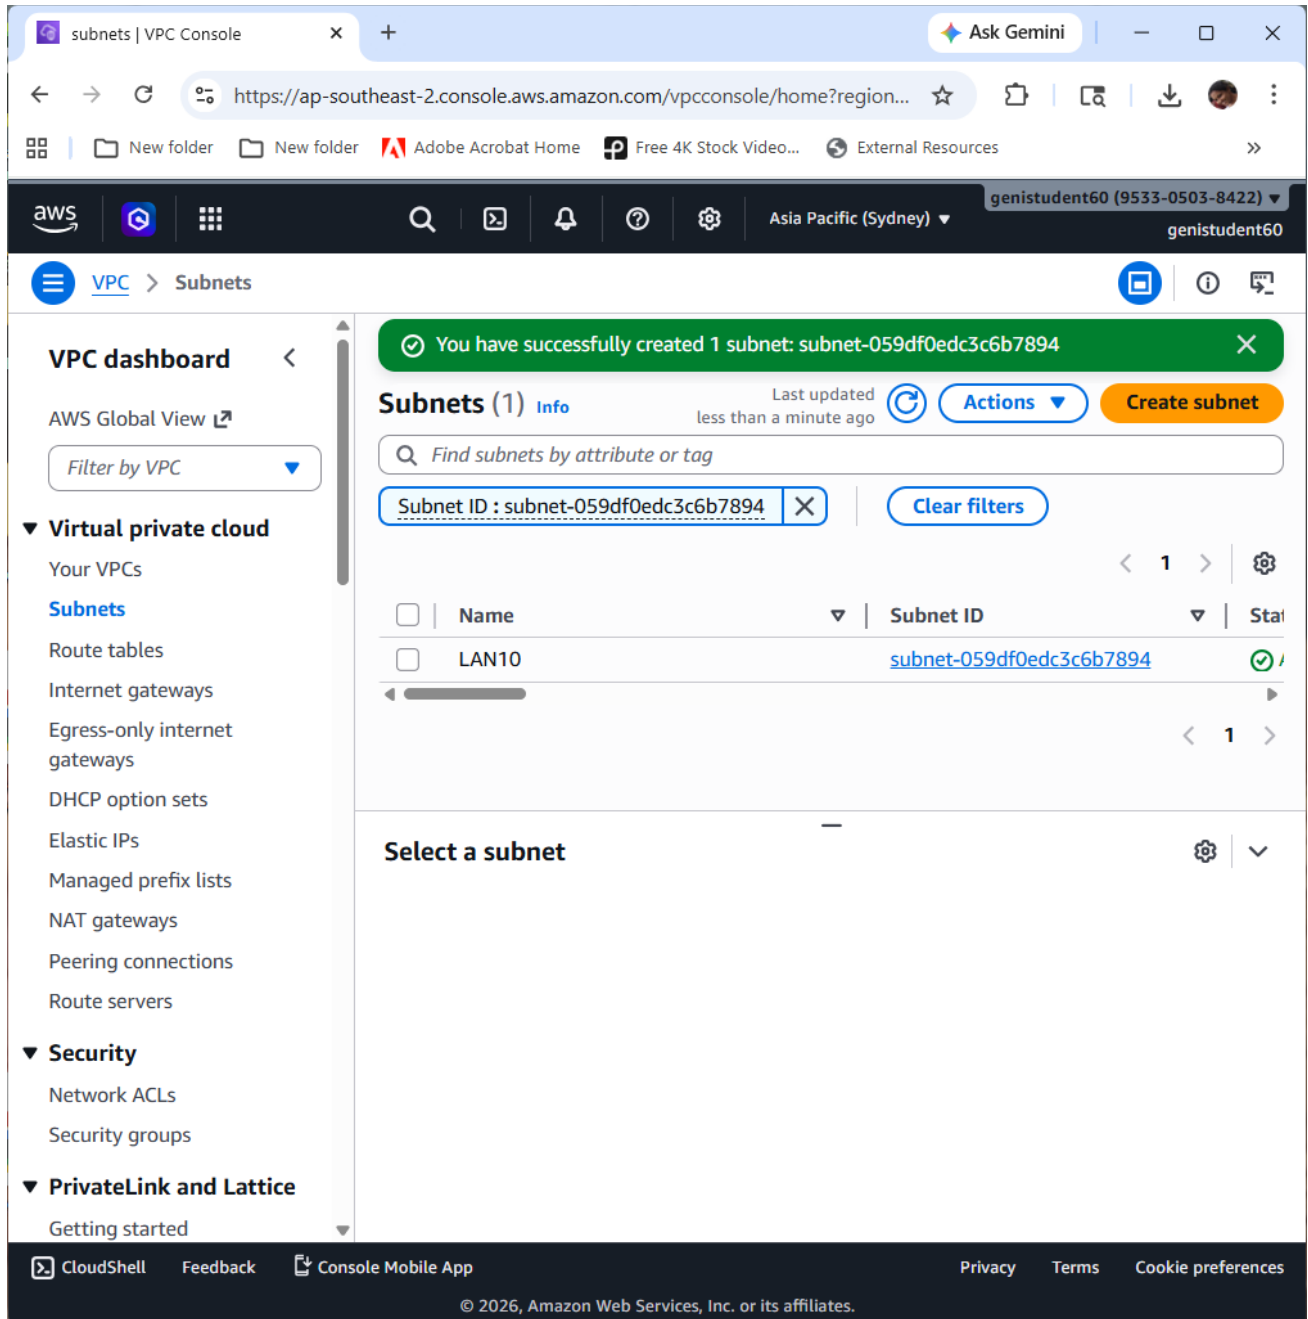 subnets | VPC Console
Ask Gemini
https://ap-southeast-2.console.aws.amazon.com/vpcconsole/home?region...
New folder
New folder
Adobe Acrobat Home
Free 4K Stock Video...
External Resources
aws
Asia Pacific (Sydney)
genistudent60 (9533-0503-8422)
genistudent60
VPC > Subnets
VPC dashboard
AWS Global View
Filter by VPC
Virtual private cloud
Your VPCs
Subnets
Route tables
Internet gateways
Egress-only internet
gateways
DHCP option sets
Elastic IPs
Managed prefix lists
NAT gateways
Peering connections
Route servers
Security
Network ACLs
Security groups
PrivateLink and Lattice
Getting started
You have successfully created 1 subnet: subnet-059df0edc3c6b7894
Subnets (1) Info
Last updated
less than a minute ago
Actions
Create subnet
Find subnets by attribute or tag
Subnet ID : subnet-059df0edc3c6b7894
Clear filters
1
Name
Subnet ID
Stat
LAN10
subnet-059df0edc3c6b7894
1
Select a subnet
CloudShell
Feedback
Console Mobile App
Privacy
Terms
Cookie preferences
© 2026, Amazon Web Services, Inc. or its affiliates.